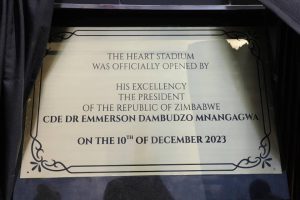 THE HEART STADIUM
WAS OFFICIALLY OPENED BY
HIS EXCELLENCY
THE PRESIDENT
OF THE REPUBLIC OF ZIMBABWE
CDE DR EMMERSON DAMBUDZO MNANGAGWA
ON THE 10TH OF DECEMBER 2023